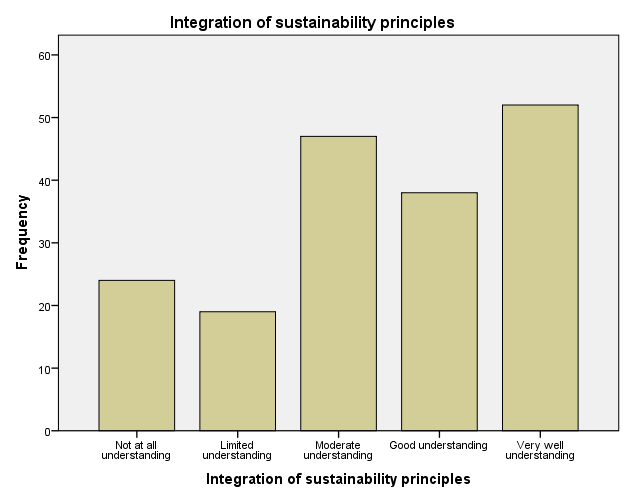 Integration of sustainability principles
60
50
40
30
20
10
0
Frequency
Not at all
understanding
Limited
understanding
Moderate
understanding
Good understanding
Very well
understanding
Integration of sustainability principles